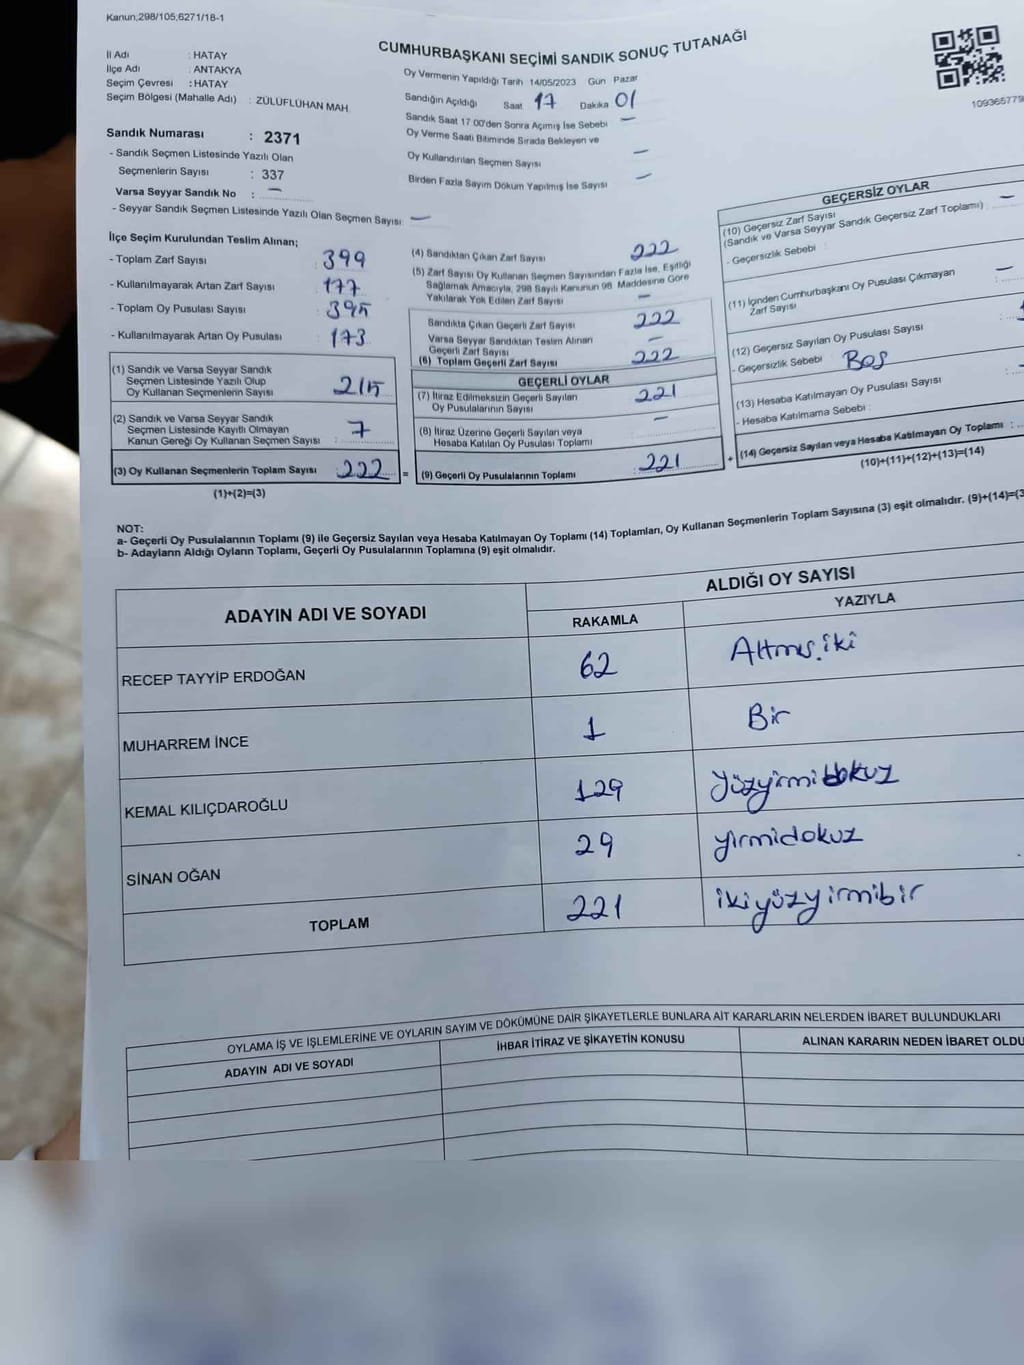 Kanun;298/105,6271/18-1
CUMHURBAŞKANI SEÇİMİ SANDIK SONUÇ TUTANAĞI
İl Adı : HATAY
İlçe Adı : ANTAKYA
Seçim Çevresi : HATAY
Seçim Bölgesi (Mahalle Adı) : ZÜLÜFLÜHAN MAH.
Sandık Numarası : 2371
- Sandık Seçmen Listesinde Yazılı Olan
Seçmenlerin Sayısı : 337
Varsa Seyyar Sandık No : —
- Seyyar Sandık Seçmen Listesinde Yazılı Olan Seçmen Sayısı: —
Oy Vermenin Yapıldığı Tarih 14/05/2023 Gün Pazar
Sandığın Açıldığı Saat 17 Dakika 01
Sandık Saat 17.00'den Sonra Açımış İse Sebebi —
Oy Verme Saati Bitiminde Sırada Bekleyen ve
Oy Kullandırılan Seçmen Sayısı —
Birden Fazla Sayım Döküm Yapılmış İse Sayısı —
İlçe Seçim Kurulundan Teslim Alınan;
- Toplam Zarf Sayısı : 399
- Kullanılmayarak Artan Zarf Sayısı : 177
- Toplam Oy Pusulası Sayısı : 395
- Kullanılmayarak Artan Oy Pusulası : 173
(1) Sandık ve Varsa Seyyar Sandık
Seçmen Listesinde Yazılı Olup
Oy Kullanan Seçmenlerin Sayısı : 215
(2) Sandık ve Varsa Seyyar Sandık
Seçmen Listesinde Kayıtlı Olmayan
Kanun Gereği Oy Kullanan Seçmen Sayısı : 7
(3) Oy Kullanan Seçmenlerin Toplam Sayısı : 222 =
(1)+(2)=(3)
(4) Sandıktan Çıkan Zarf Sayısı 222
(5) Zarf Sayısı Oy Kullanan Seçmen Sayısından Fazla İse, Eşitliği
Sağlamak Amacıyla, 298 Sayılı Kanunun 98. Maddesine Göre
Yakılarak Yok Edilen Zarf Sayısı —
Sandıkta Çıkan Geçerli Zarf Sayısı 222
Varsa Seyyar Sandıktan Teslim Alınan
Geçerli Zarf Sayısı —
(6) Toplam Geçerli Zarf Sayısı 222
GEÇERLİ OYLAR
(7) İtiraz Edilmeksizin Geçerli Sayılan
Oy Pusulalarının Sayısı 221
(8) İtiraz Üzerine Geçerli Sayılan veya
Hesaba Katılan Oy Pusulası Toplamı —
(9) Geçerli Oy Pusulalarının Toplamı : 221 +
GEÇERSİZ OYLAR
(10) Geçersiz Zarf Sayısı
(Sandık ve Varsa Seyyar Sandık Geçersiz Zarf Toplamı) : —
- Geçersizlik Sebebi :
(11) İçinden Cumhurbaşkanı Oy Pusulası Çıkmayan
Zarf Sayısı —
(12) Geçersiz Sayılan Oy Pusulası Sayısı :
- Geçersizlik Sebebi : Boş
(13) Hesaba Katılmayan Oy Pusulası Sayısı :
- Hesaba Katılmama Sebebi :
(14) Geçersiz Sayılan veya Hesaba Katılmayan Oy Toplamı :
(10)+(11)+(12)+(13)=(14)
NOT:
a- Geçerli Oy Pusulalarının Toplamı (9) ile Geçersiz Sayılan veya Hesaba Katılmayan Oy Toplamı (14) Toplamları, Oy Kullanan Seçmenlerin Toplam Sayısına (3) eşit olmalıdır. (9)+(14)=(3
b- Adayların Aldığı Oyların Toplamı, Geçerli Oy Pusulalarının Toplamına (9) eşit olmalıdır.
ADAYIN ADI VE SOYADI
ALDIĞI OY SAYISI
RAKAMLA YAZIYLA
RECEP TAYYİP ERDOĞAN 62 Altmış iki
MUHARREM İNCE 1 Bir
KEMAL KILIÇDAROĞLU 129 yüzyirmidokuz
SİNAN OĞAN 29 yirmidokuz
TOPLAM 221 ikiyüzyirmibir
OYLAMA İŞ VE İŞLEMLERİNE VE OYLARIN SAYIM VE DÖKÜMÜNE DAİR ŞİKAYETLERLE BUNLARA AİT KARARLARIN NELERDEN İBARET BULUNDUKLARI
ADAYIN ADI VE SOYADI İHBAR İTİRAZ VE ŞİKAYETİN KONUSU ALINAN KARARIN NEDEN İBARET OLDU